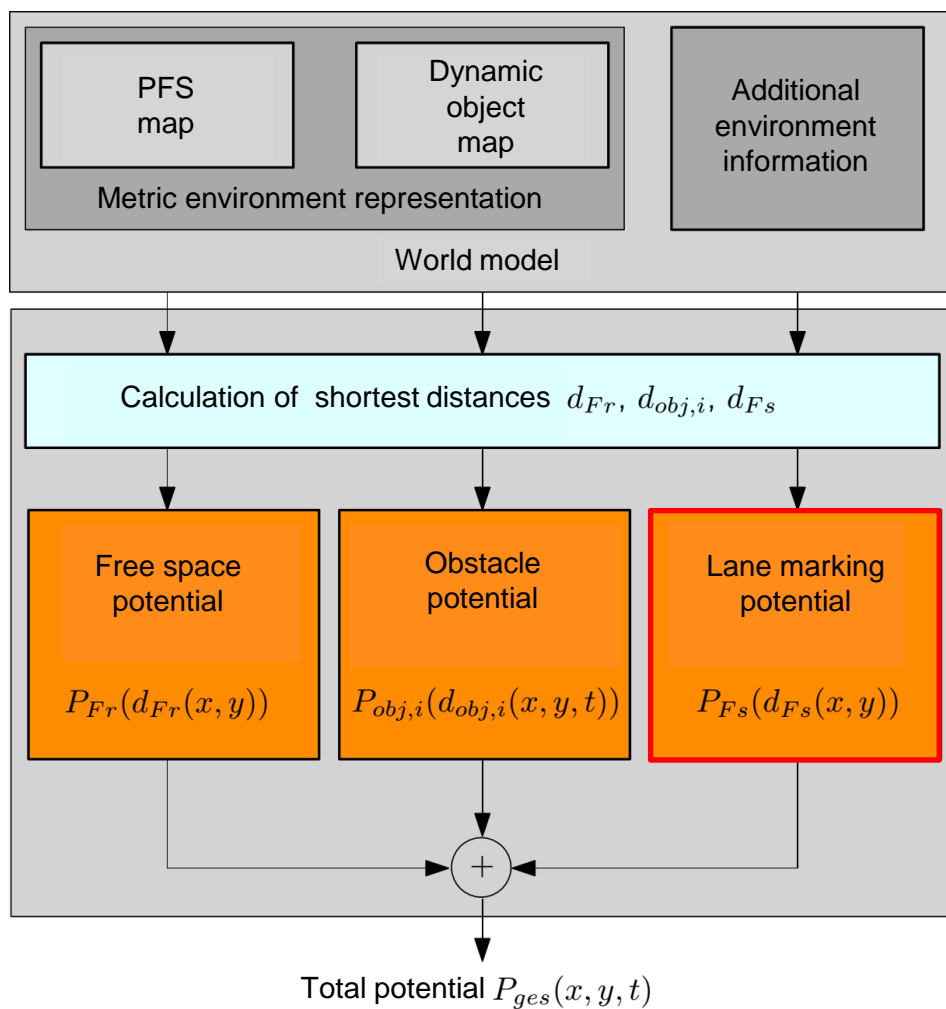 PFS
map
Dynamic
object
map
Additional
environment
information
Metric environment representation
World model
Calculation of shortest distances $d_{Fr}$, $d_{obj,i}$, $d_{Fs}$
Free space
potential
$P_{Fr}(d_{Fr}(x, y))$
Obstacle
potential
$P_{obj,i}(d_{obj,i}(x, y, t))$
Lane marking
potential
$P_{Fs}(d_{Fs}(x, y))$
+
Total potential $P_{ges}(x, y, t)$